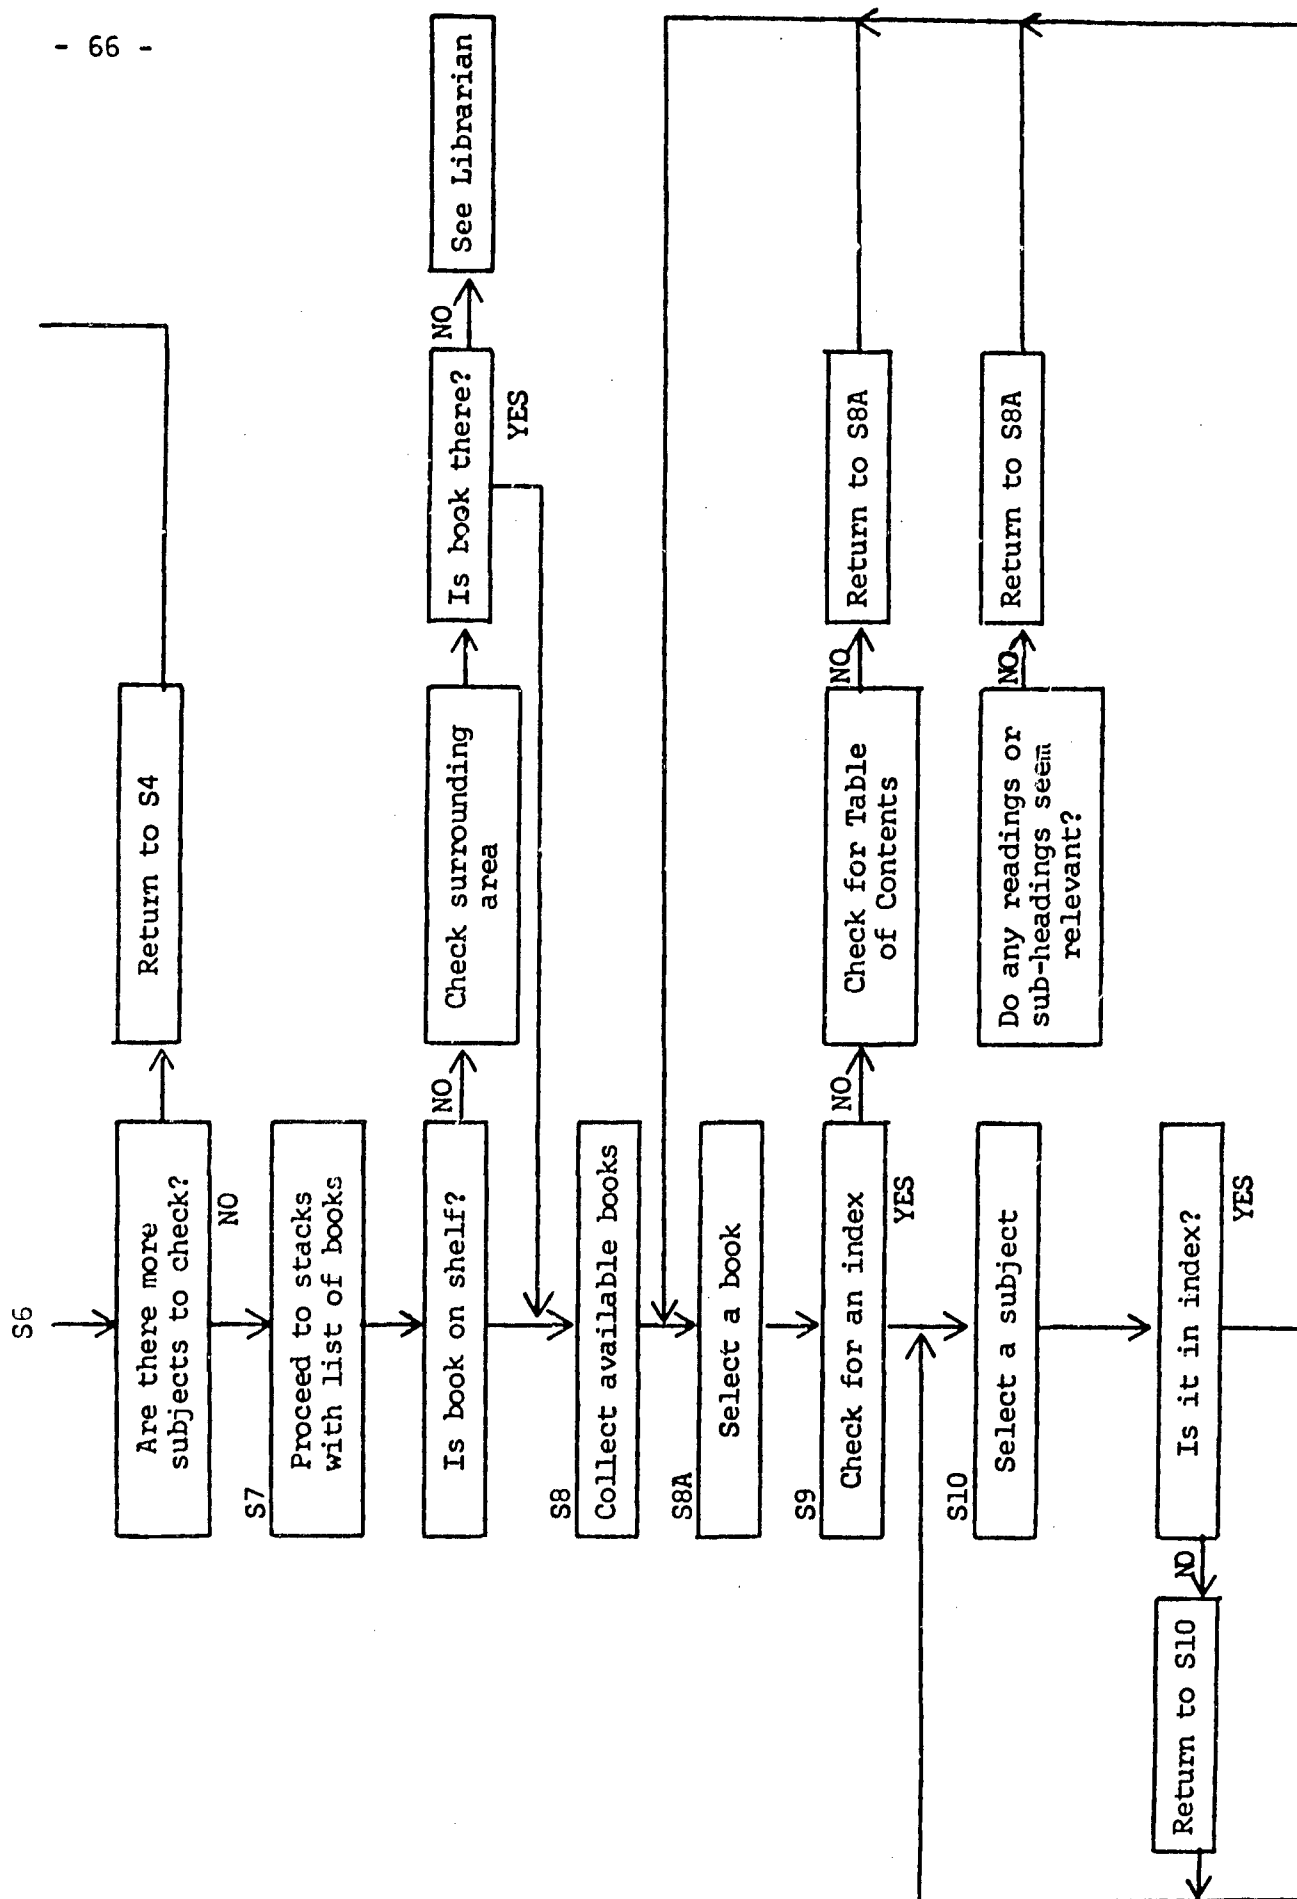 - 66 -
S6
Are there more
subjects to check?
Return to S4
NO
S7
Proceed to stacks
with list of books
Is book on shelf?
NO
Check surrounding
area
Is book there?
NO
See Librarian
YES
S8
Collect available books
S8A
Select a book
S9
Check for an index
NO
Check for Table
of Contents
NO
Return to S8A
YES
S10
Select a subject
Do any readings or
sub-headings seem
relevant?
NO
Return to S8A
Is it in index?
NO
Return to S10
YES